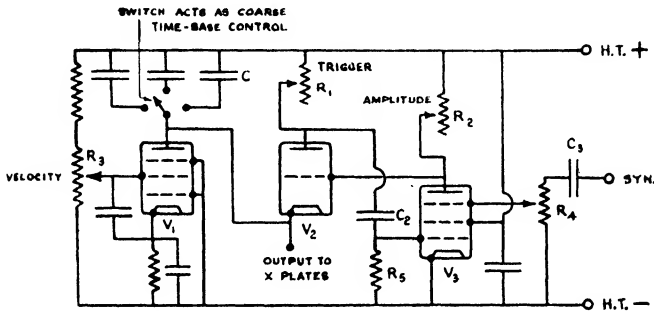 SWITCH ACTS AS COARSE
TIME-BASE CONTROL
H.T. +
C
TRIGGER
R1
AMPLITUDE
R2
R3
VELOCITY
C3
SYN.
R4
V1
V2
C2
OUTPUT TO
X PLATES
R5
V3
H.T. -